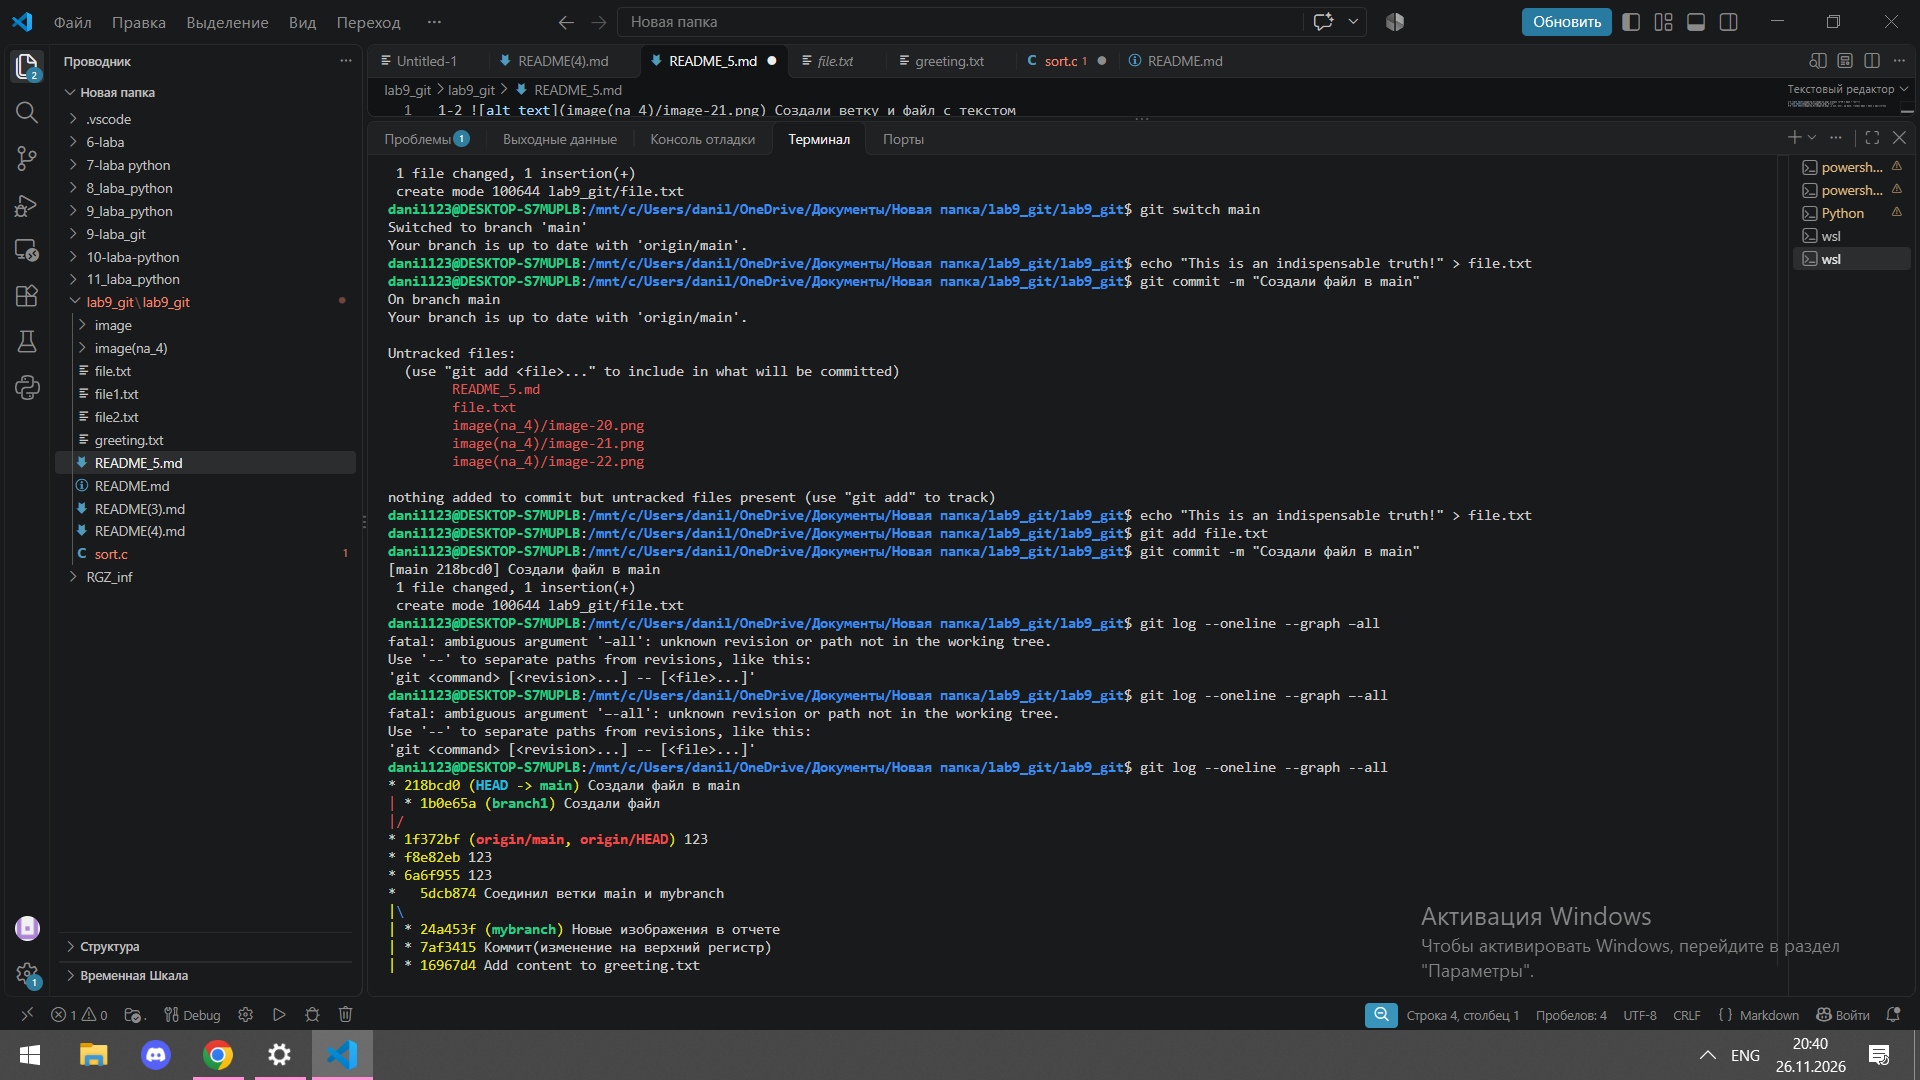 Файл Правка Выделение Вид Переход ··· Новая папка Обновить
Проводник ···
Новая папка
.vscode
6-laba
7-laba python
8_laba_python
9_laba_python
9-laba_git
10-laba-python
11_laba_python
lab9_git\lab9_git
image
image(na_4)
file.txt
file1.txt
file2.txt
greeting.txt
README_5.md
README.md
README(3).md
README(4).md
sort.c 1
RGZ_inf
Структура
Временная Шкала
2
1
Untitled-1 README(4).md README_5.md file.txt greeting.txt sort.c 1 README.md
lab9_git > lab9_git > README_5.md
1 1-2 ![alt text](image(na_4)/image-21.png) Создали ветку и файл с текстом
Текстовый редактор
Проблемы 1 Выходные данные Консоль отладки Терминал Порты
1 file changed, 1 insertion(+)
create mode 100644 lab9_git/file.txt
danil123@DESKTOP-S7MUPLB:/mnt/c/Users/danil/OneDrive/Документы/Новая папка/lab9_git/lab9_git$ git switch main
Switched to branch 'main'
Your branch is up to date with 'origin/main'.
danil123@DESKTOP-S7MUPLB:/mnt/c/Users/danil/OneDrive/Документы/Новая папка/lab9_git/lab9_git$ echo "This is an indispensable truth!" > file.txt
danil123@DESKTOP-S7MUPLB:/mnt/c/Users/danil/OneDrive/Документы/Новая папка/lab9_git/lab9_git$ git commit -m "Создали файл в main"
On branch main
Your branch is up to date with 'origin/main'.
Untracked files:
(use "git add <file>..." to include in what will be committed)
README_5.md
file.txt
image(na_4)/image-20.png
image(na_4)/image-21.png
image(na_4)/image-22.png
nothing added to commit but untracked files present (use "git add" to track)
danil123@DESKTOP-S7MUPLB:/mnt/c/Users/danil/OneDrive/Документы/Новая папка/lab9_git/lab9_git$ echo "This is an indispensable truth!" > file.txt
danil123@DESKTOP-S7MUPLB:/mnt/c/Users/danil/OneDrive/Документы/Новая папка/lab9_git/lab9_git$ git add file.txt
danil123@DESKTOP-S7MUPLB:/mnt/c/Users/danil/OneDrive/Документы/Новая папка/lab9_git/lab9_git$ git commit -m "Создали файл в main"
[main 218bcd0] Создали файл в main
1 file changed, 1 insertion(+)
create mode 100644 lab9_git/file.txt
danil123@DESKTOP-S7MUPLB:/mnt/c/Users/danil/OneDrive/Документы/Новая папка/lab9_git/lab9_git$ git log --oneline --graph –all
fatal: ambiguous argument '–all': unknown revision or path not in the working tree.
Use '--' to separate paths from revisions, like this:
'git <command> [<revision>...] -- [<file>...]'
danil123@DESKTOP-S7MUPLB:/mnt/c/Users/danil/OneDrive/Документы/Новая папка/lab9_git/lab9_git$ git log --oneline --graph –-all
fatal: ambiguous argument '–-all': unknown revision or path not in the working tree.
Use '--' to separate paths from revisions, like this:
'git <command> [<revision>...] -- [<file>...]'
danil123@DESKTOP-S7MUPLB:/mnt/c/Users/danil/OneDrive/Документы/Новая папка/lab9_git/lab9_git$ git log --oneline --graph --all
* 218bcd0 (HEAD -> main) Создали файл в main
| * 1b0e65a (branch1) Создали файл
|/
* 1f372bf (origin/main, origin/HEAD) 123
* f8e82eb 123
* 6a6f955 123
*   5dcb874 Соединил ветки main и mybranch
|\
| * 24a453f (mybranch) Новые изображения в отчете
| * 7af3415 Коммит(изменение на верхний регистр)
| * 16967d4 Add content to greeting.txt
powersh...
powersh...
Python
wsl
wsl
Активация Windows
Чтобы активировать Windows, перейдите в раздел
"Параметры".
1 0 Debug Строка 4, столбец 1 Пробелов: 4 UTF-8 CRLF { } Markdown Войти
ENG 20:40
26.11.2026